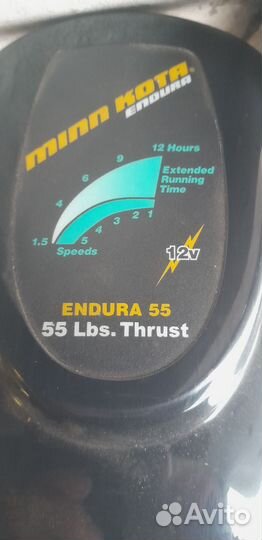 MINN KOTA
ENDURA
12 Hours
9
6
4
1.5
Extended
Running
Time
5 4 3 2 1
Speeds
12v
ENDURA 55
55 Lbs. Thrust
Avito